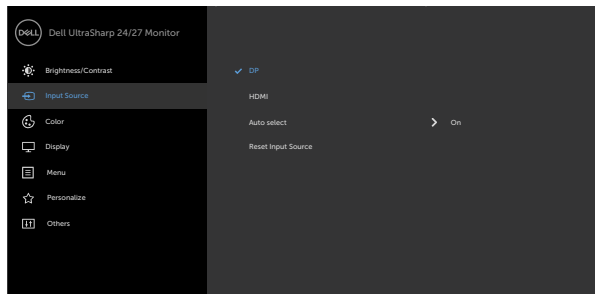 DELL Dell UltraSharp 24/27 Monitor
Brightness/Contrast
DP
Input Source
HDMI
Color
Auto select On
Display
Reset Input Source
Menu
Personalize
Others